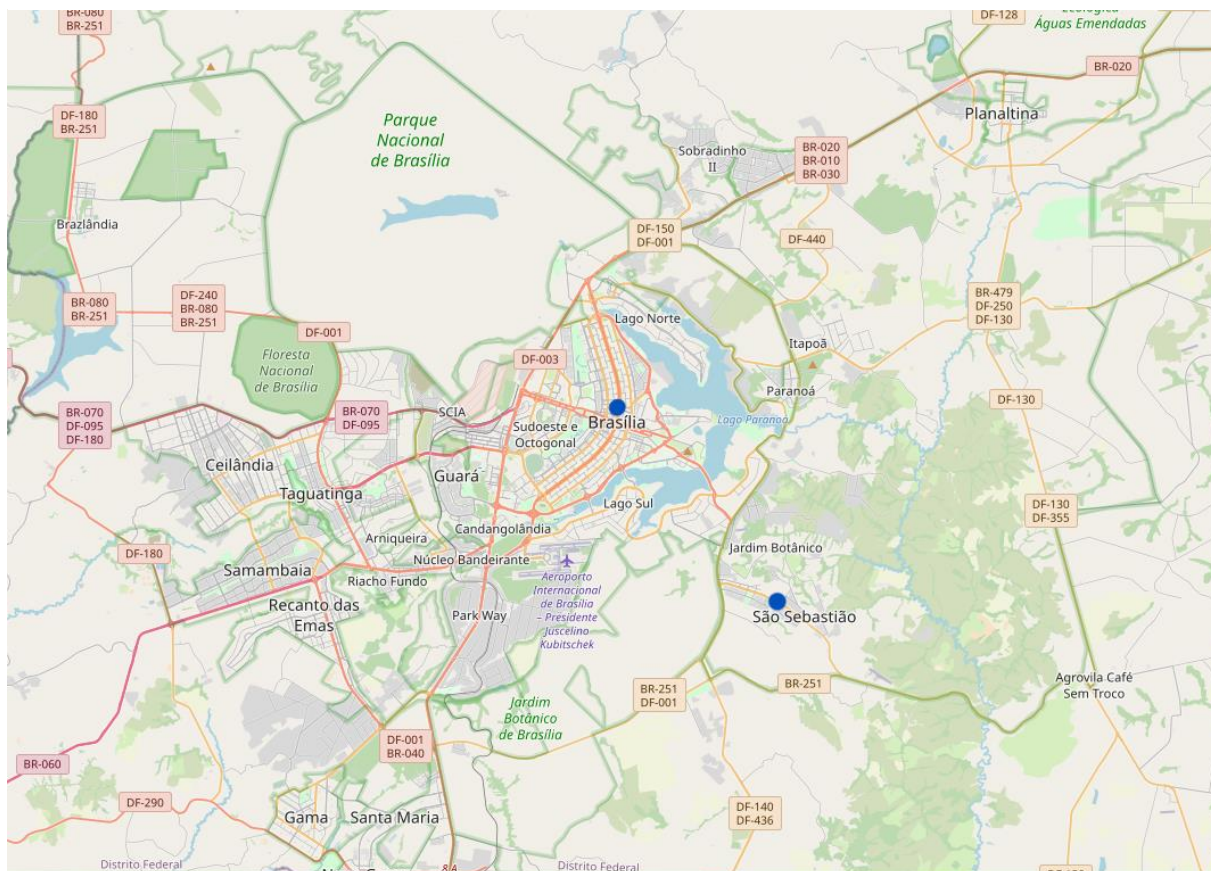 BR-080
BR-251
DF-128
Ecológica
Águas Emendadas
BR-020
DF-180
BR-251
Parque
Nacional
de Brasília
Planaltina
Sobradinho
II
BR-020
BR-010
BR-030
Brazlândia
DF-150
DF-001
DF-440
BR-080
BR-251
DF-240
BR-080
BR-251
DF-001
BR-479
DF-250
DF-130
Lago Norte
Itapoã
Floresta
Nacional
de Brasília
DF-003
Paranoá
DF-130
BR-070
DF-095
DF-180
BR-070
DF-095
SCIA
Sudoeste e
Octogonal
Brasília
Lago Paranoá
Ceilândia
Guará
Taguatinga
Lago Sul
DF-130
DF-355
Candangolândia
Arniqueira
DF-180
Núcleo Bandeirante
Jardim Botânico
Samambaia
Riacho Fundo
Aeroporto
Internacional
de Brasília
– Presidente
Juscelino
Kubitschek
Recanto das
Emas
Park Way
São Sebastião
BR-251
DF-001
BR-251
Agrovila Café
Sem Troco
Jardim
Botânico
de Brasília
DF-001
BR-040
BR-060
DF-290
Gama
Santa Maria
DF-140
DF-436
Distrito Federal
Distrito Federal